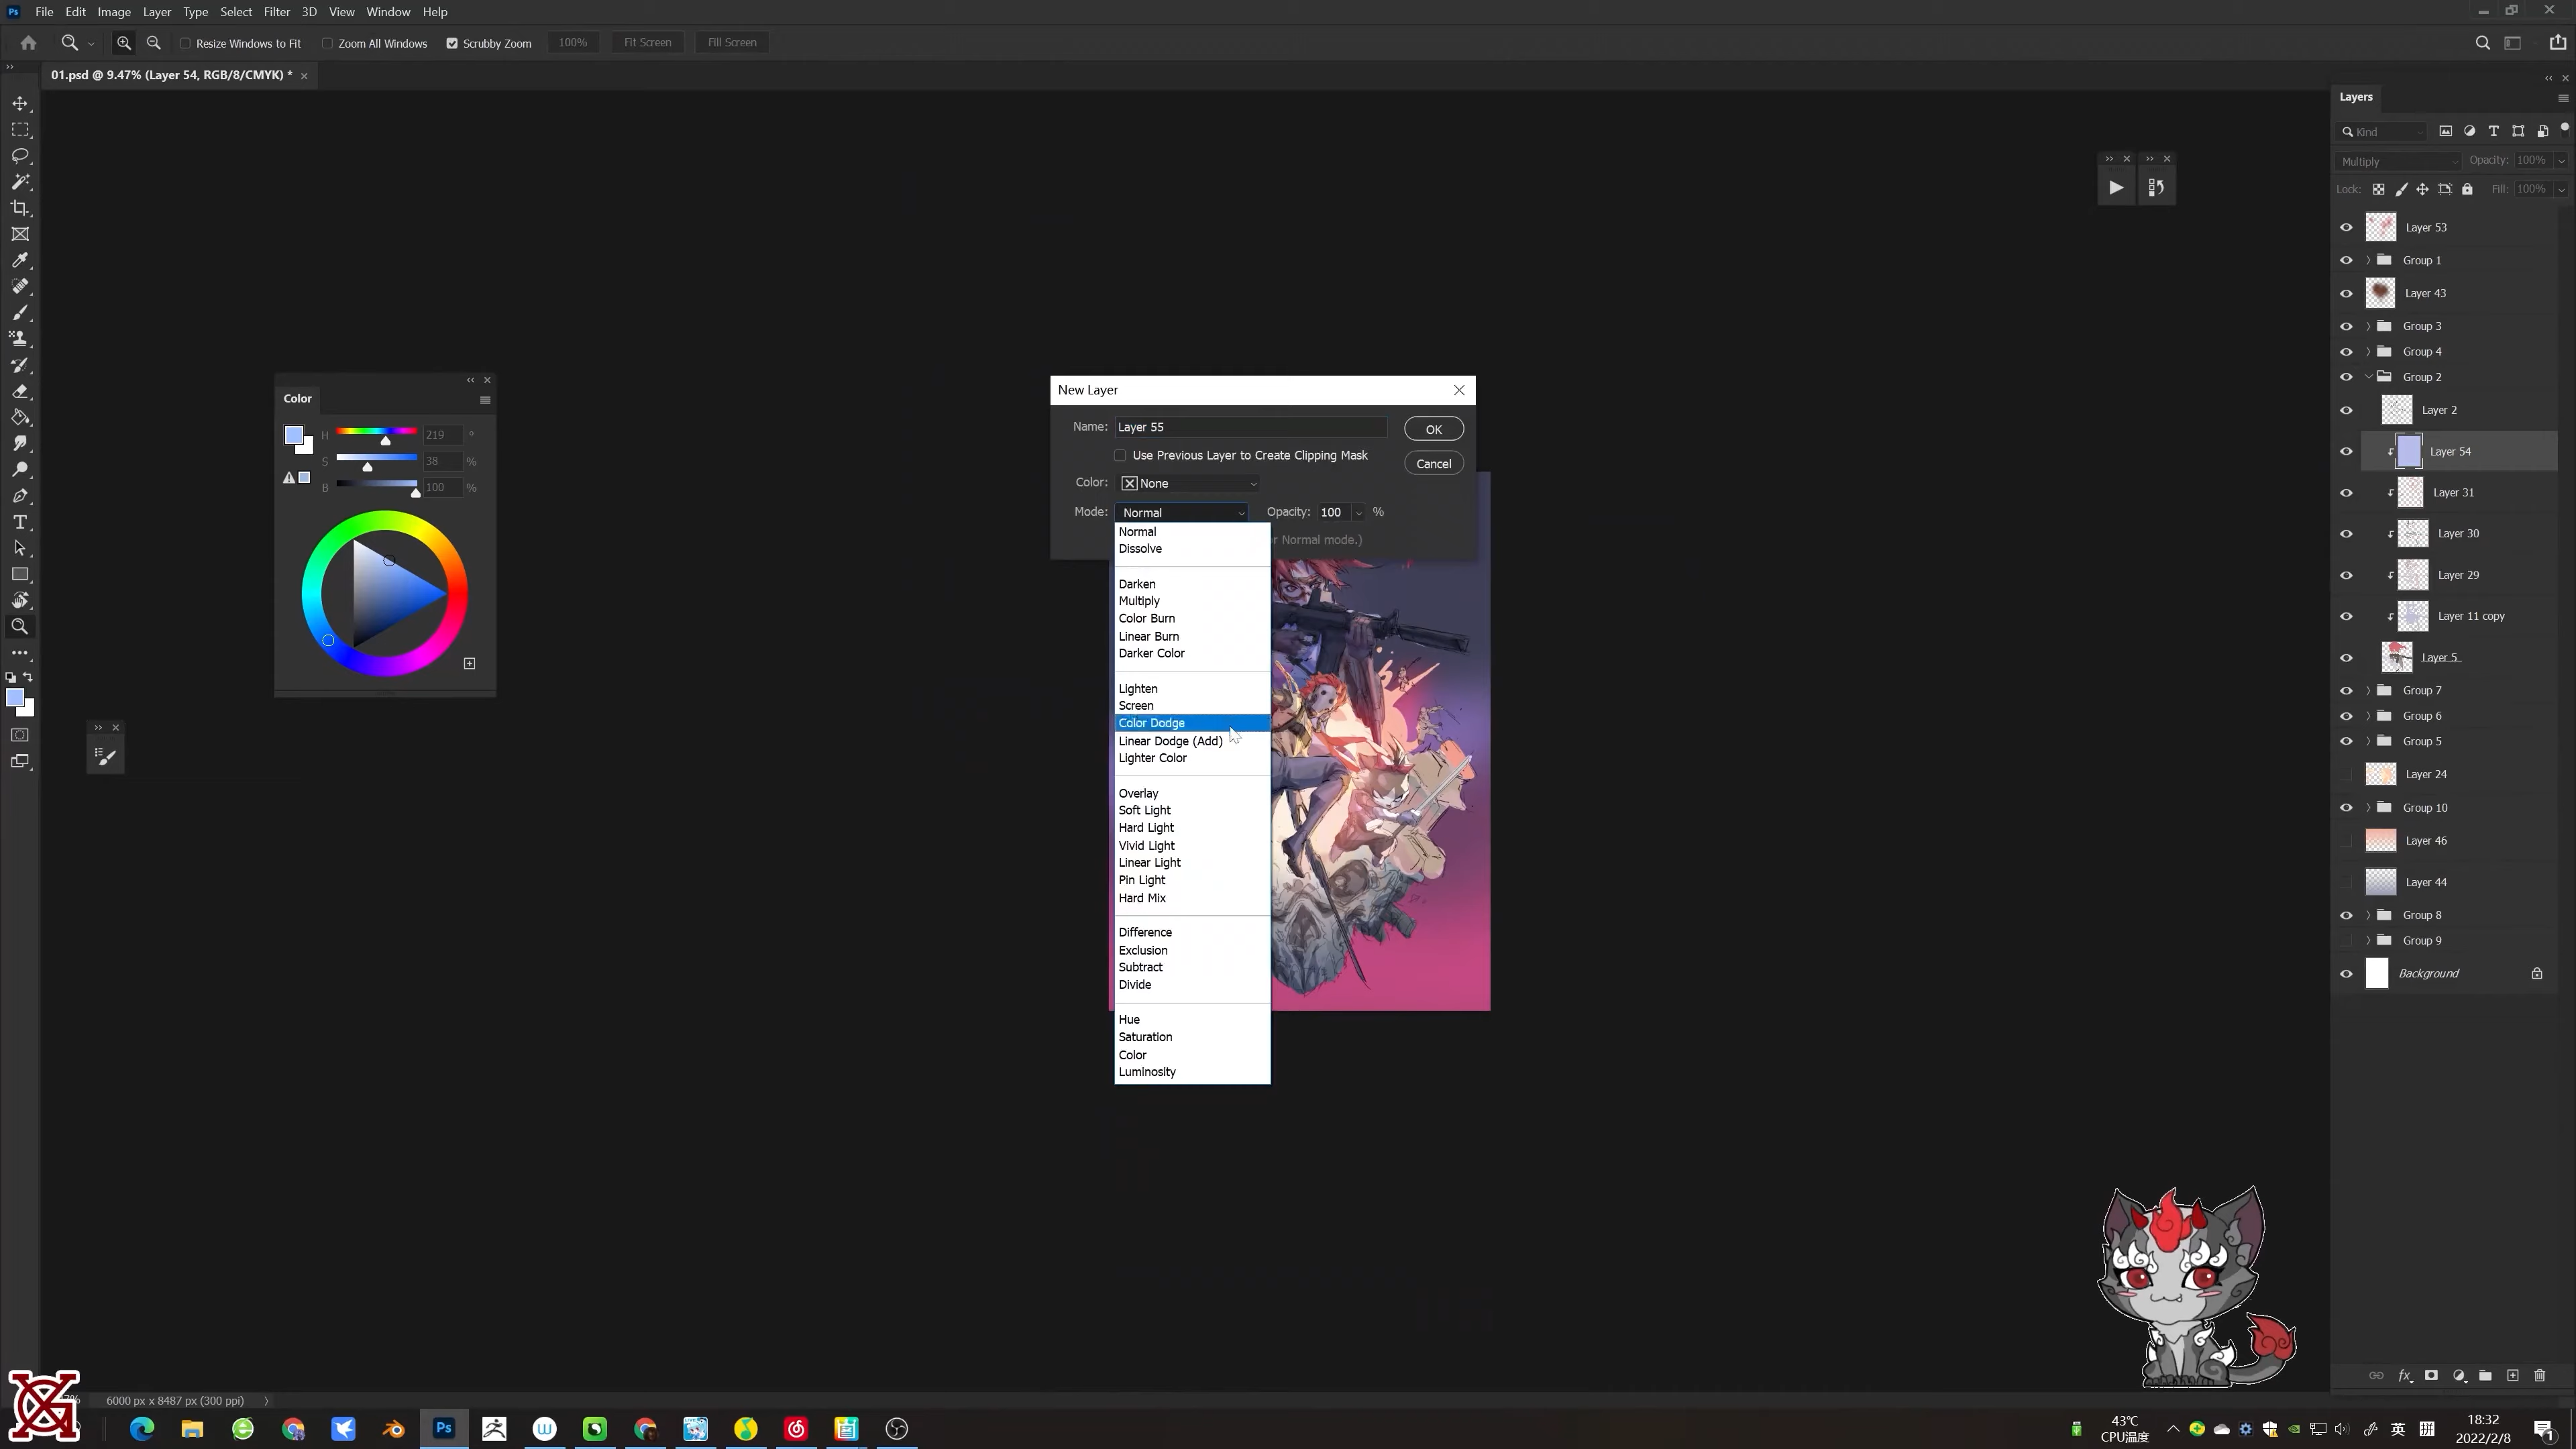 Ps File Edit Image Layer Type Select Filter 3D View Window Help
Resize Windows to Fit Zoom All Windows Scrubby Zoom 100% Fit Screen Fill Screen
01.psd @ 9.47% (Layer 54, RGB/8/CMYK) *
Color
H 219 °
S 38 %
B 100 %
New Layer
Name: Layer 55 OK
Use Previous Layer to Create Clipping Mask
Cancel
Color: None
Mode: Normal Opacity: 100 %
Normal
r Normal mode.)
Dissolve
Darken
Multiply
Color Burn
Linear Burn
Darker Color
Lighten
Screen
Color Dodge
Linear Dodge (Add)
Lighter Color
Overlay
Soft Light
Hard Light
Vivid Light
Linear Light
Pin Light
Hard Mix
Difference
Exclusion
Subtract
Divide
Hue
Saturation
Color
Luminosity
Layers
Kind
Multiply Opacity: 100%
Lock: Fill: 100%
Layer 53
Group 1
Layer 43
Group 3
Group 4
Group 2
Layer 2
Layer 54
Layer 31
Layer 30
Layer 29
Layer 11 copy
Layer 5
Group 7
Group 6
Group 5
Layer 24
Group 10
Layer 46
Layer 44
Group 8
Group 9
Background
fx
6000 px x 8487 px (300 ppi)
Ps
43℃
CPU温度
英 拼
18:32
2022/2/8
1